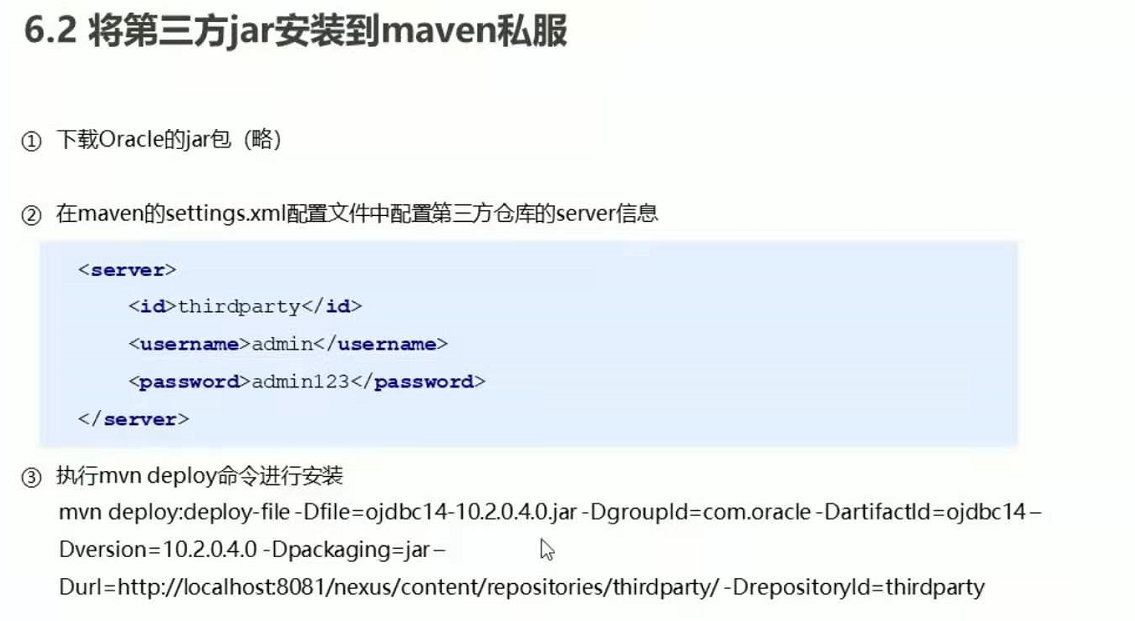 6.2 将第三方jar安装到maven私服
① 下载Oracle的jar包（略）
② 在maven的settings.xml配置文件中配置第三方仓库的server信息
<server>
<id>thirdparty</id>
<username>admin</username>
<password>admin123</password>
</server>
③ 执行mvn deploy命令进行安装
mvn deploy:deploy-file -Dfile=ojdbc14-10.2.0.4.0.jar -DgroupId=com.oracle -DartifactId=ojdbc14 –
Dversion=10.2.0.4.0 -Dpackaging=jar –
Durl=http://localhost:8081/nexus/content/repositories/thirdparty/ -DrepositoryId=thirdparty